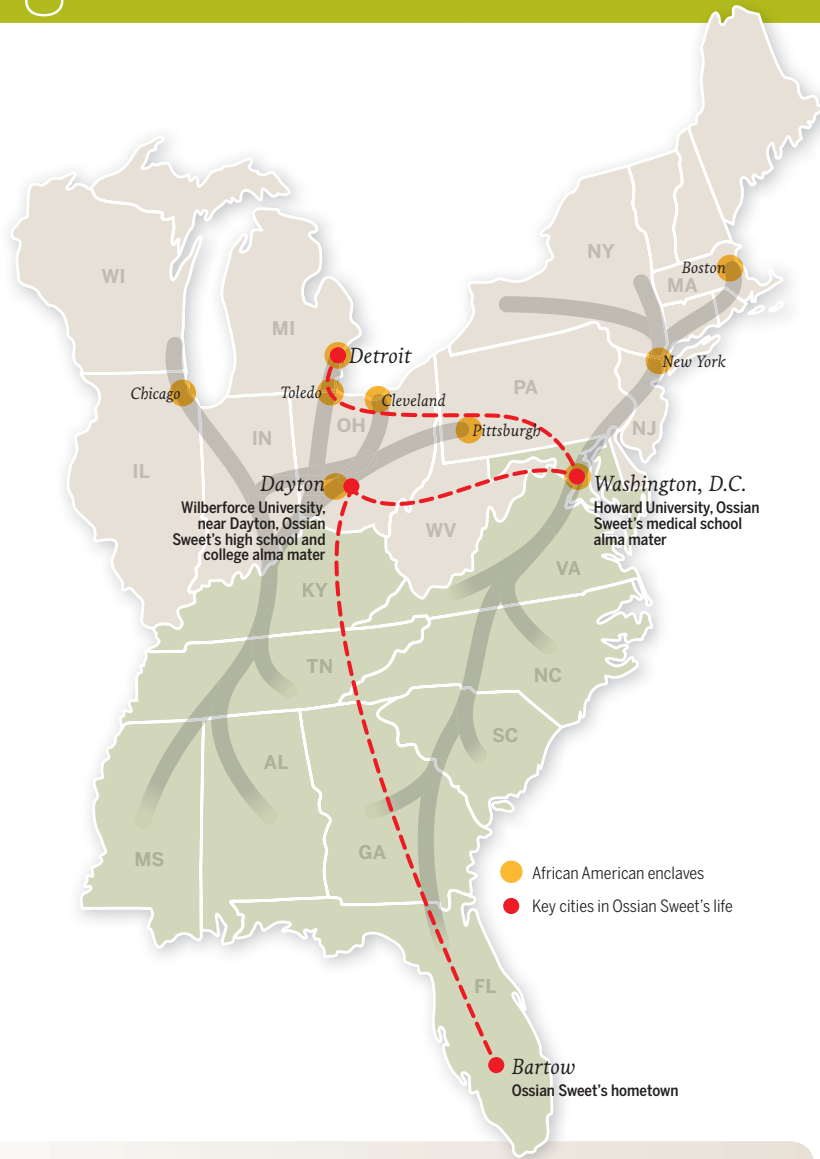 NY
Boston
MA
WI
MI
Detroit
New York
Chicago
Toledo
Cleveland
PA
OH
NJ
Pittsburgh
IN
IL
Dayton
Wilberforce University,
near Dayton, Ossian
Sweet's high school and
college alma mater
Washington, D.C.
Howard University, Ossian
Sweet's medical school
alma mater
WV
VA
KY
TN
NC
SC
AL
MS
GA
African American enclaves
Key cities in Ossian Sweet's life
FL
Bartow
Ossian Sweet's hometown